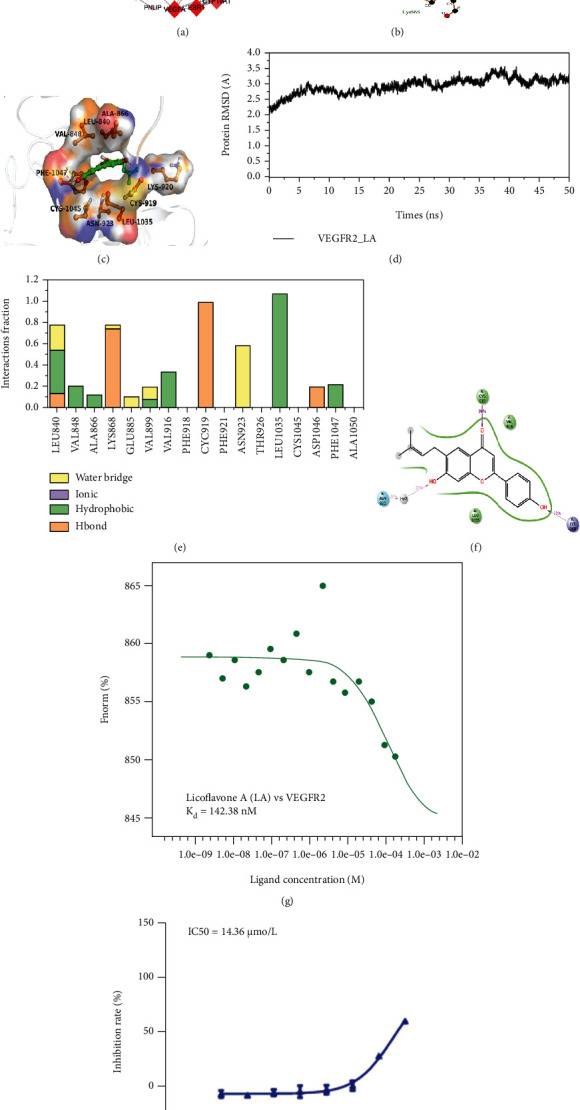 PNLIP
(a)
(b)
ALA-866
LEU-840
VAL-848
PHE-1047
LYS-920
CYS-919
CYS-1045
LEU-1035
ASN-923
(c)
Protein RMSD (A)
4.0
3.5
3.0
2.5
2.0
1.5
1.0
0.5
0.0
0 5 10 15 20 25 30 35 40 45 50
Times (ns)
VEGFR2_LA
(d)
Interactions fraction
1.2
1.0
0.8
0.6
0.4
0.2
0.0
LEU840
VAL848
ALA866
LYS868
GLU885
VAL899
VAL916
PHE918
CYC919
PHE921
ASN923
THR926
LEU1035
CYS1045
ASP1046
PHE1047
ALA1050
Water bridge
Ionic
Hydrophobic
Hbond
(e)
O
HO
O
OH
(f)
Fnorm (%)
865
860
855
850
845
Licoflavone A (LA) vs VEGFR2
Kd = 142.38 nM
1.0e–09 1.0e–08 1.0e–07 1.0e–06 1.0e–05 1.0e–04 1.0e–03 1.0e–02
Ligand concentration (M)
(g)
Inhibition rate (%)
150
100
50
0
IC50 = 14.36 μmo/L